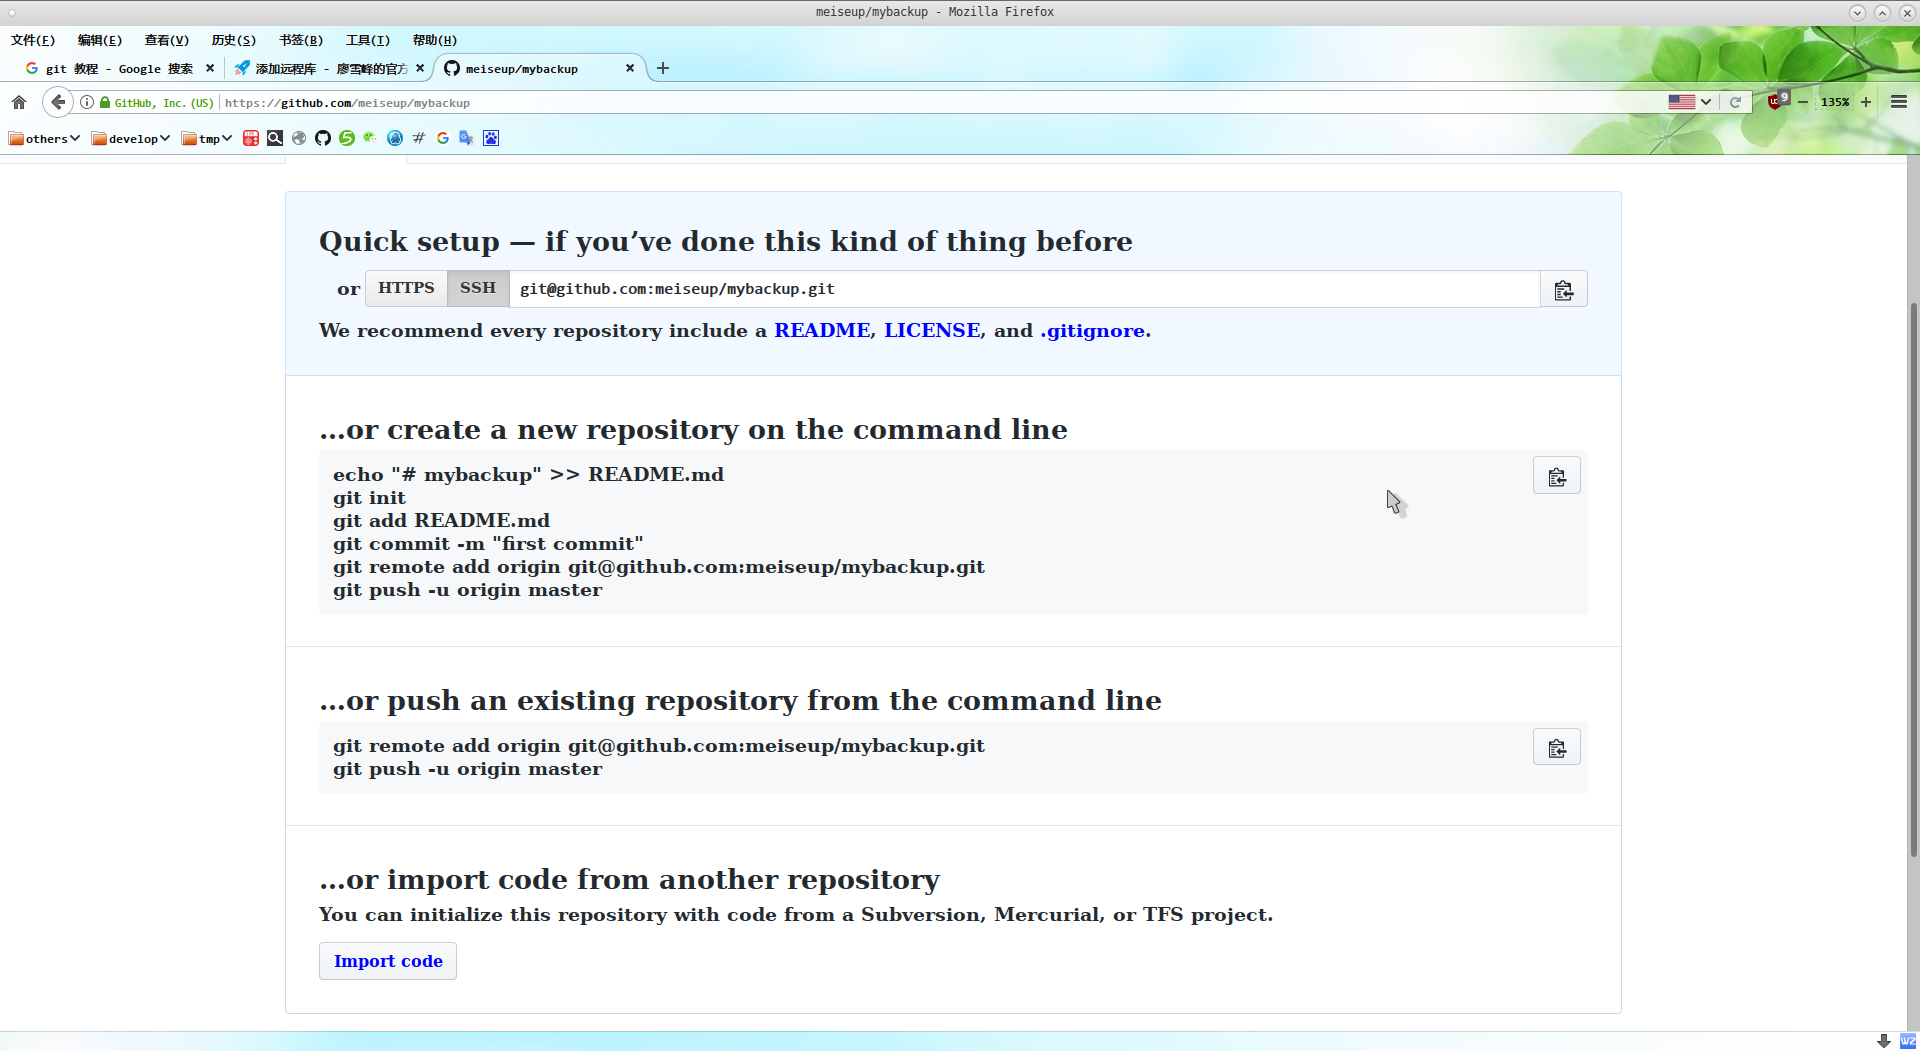 meiseup/mybackup - Mozilla Firefox
文件(F) 编辑(E) 查看(V) 历史(S) 书签(B) 工具(T) 帮助(H)
git 教程 - Google 搜索 添加远程库 - 廖雪峰的官方 meiseup/mybackup
GitHub, Inc. (US) https://github.com/meiseup/mybackup 9 135%
others develop tmp
Quick setup — if you’ve done this kind of thing before
or HTTPS SSH git@github.com:meiseup/mybackup.git
We recommend every repository include a README, LICENSE, and .gitignore.
…or create a new repository on the command line
echo "# mybackup" >> README.md
git init
git add README.md
git commit -m "first commit"
git remote add origin git@github.com:meiseup/mybackup.git
git push -u origin master
…or push an existing repository from the command line
git remote add origin git@github.com:meiseup/mybackup.git
git push -u origin master
…or import code from another repository
You can initialize this repository with code from a Subversion, Mercurial, or TFS project.
Import code
WZ